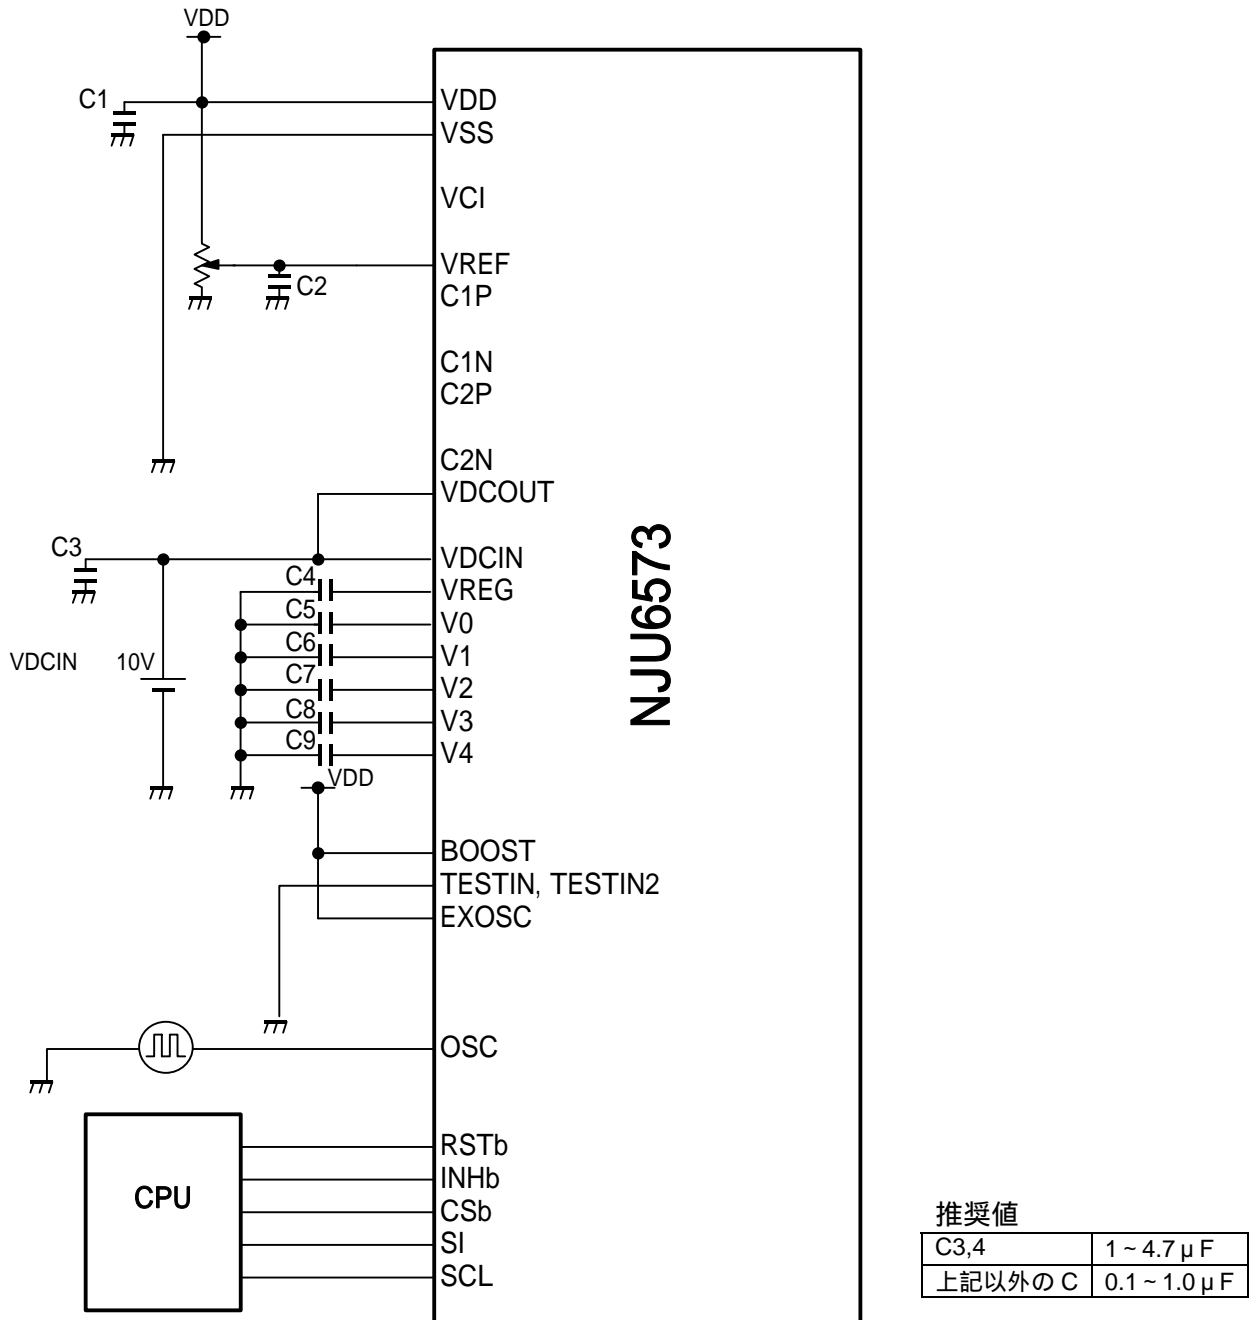 VDD
C1
VDD
VSS
VCI
VREF
C2
C1P
C1N
C2P
C2N
VDCOUT
C3
VDCIN
C4
VREG
C5
V0
C6
V1
VDCIN 10V
C7
V2
C8
V3
C9
V4
VDD
NJU6573
BOOST
TESTIN, TESTIN2
EXOSC
OSC
CPU
RSTb
INHb
CSb
SI
SCL
推奨値
C3,4 1 ~ 4.7 μ F
上記以外の C 0.1 ~ 1.0 μ F